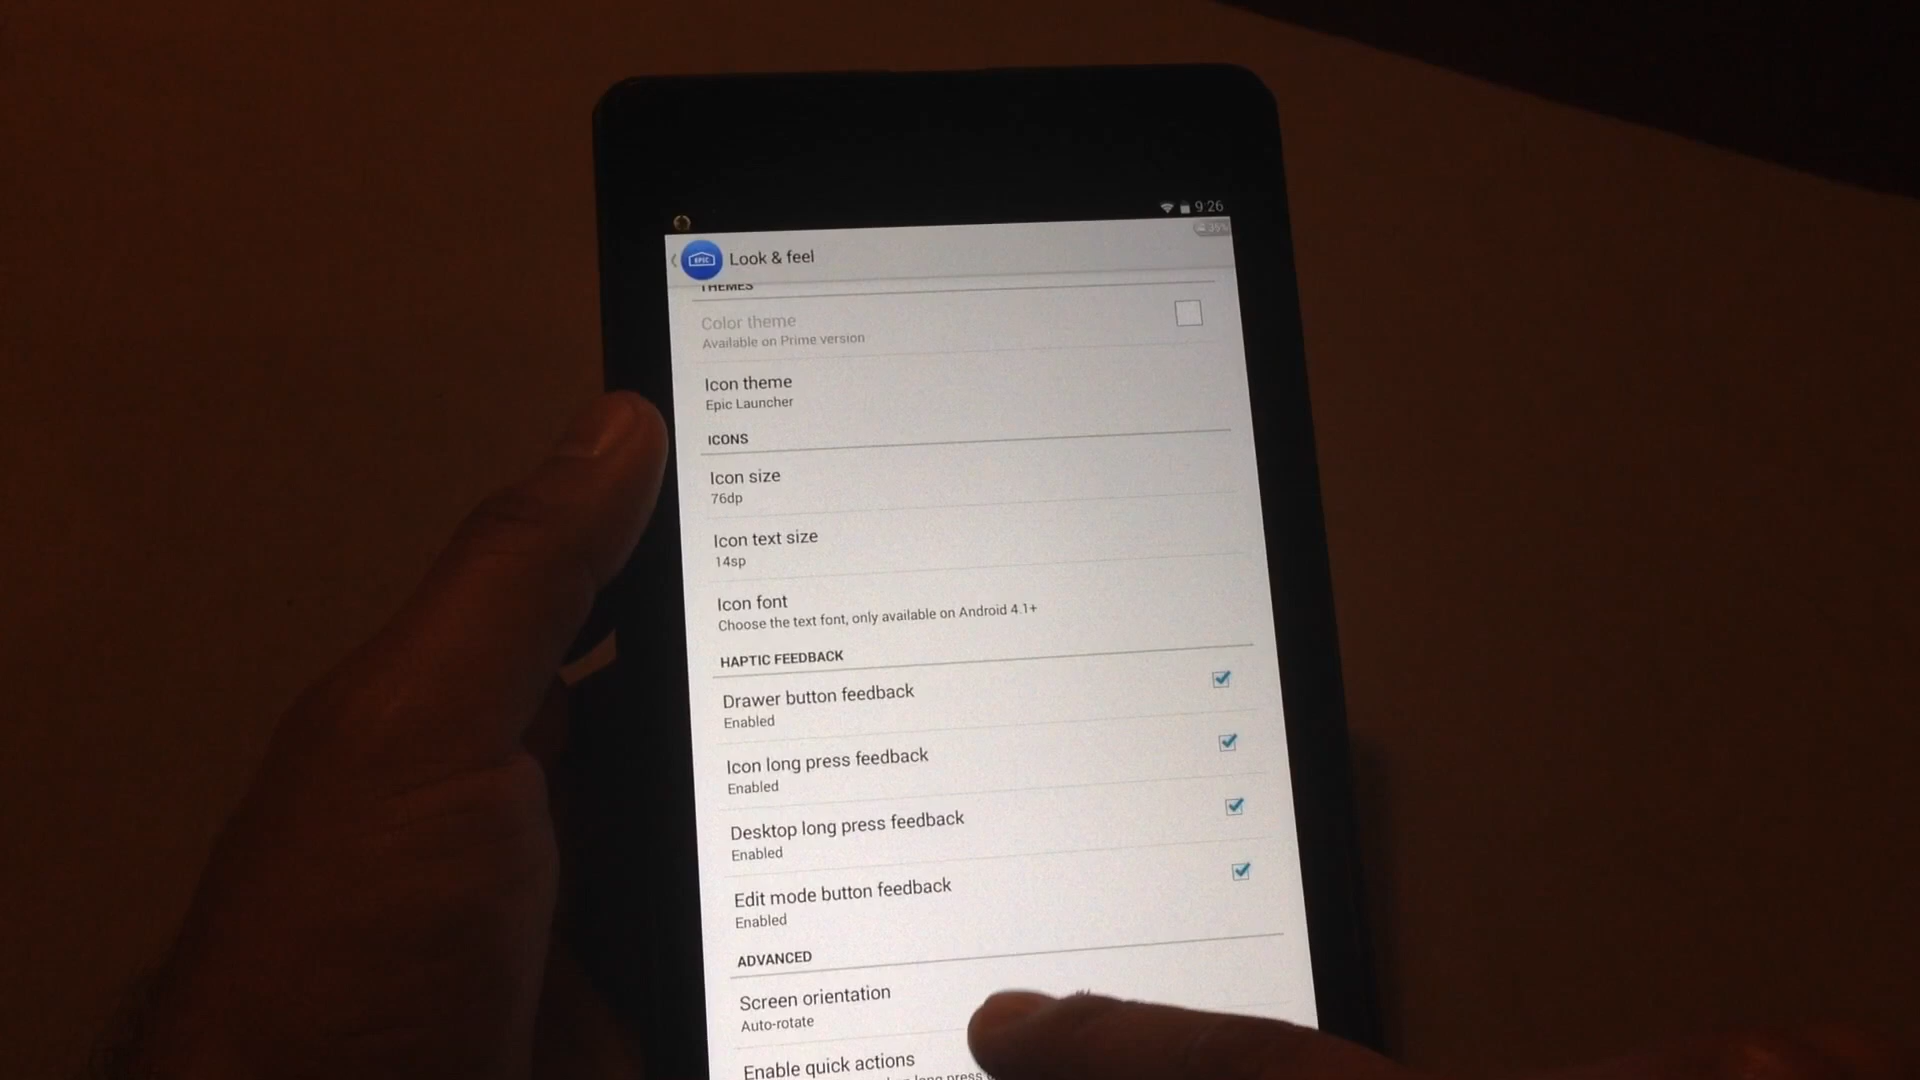 9:26
EPIC
Look & feel
THEMES
Color theme
Available on Prime version
Icon theme
Epic Launcher
ICONS
Icon size
76dp
Icon text size
14sp
Icon font
Choose the text font, only available on Android 4.1+
HAPTIC FEEDBACK
Drawer button feedback
Enabled
Icon long press feedback
Enabled
Desktop long press feedback
Enabled
Edit mode button feedback
Enabled
ADVANCED
Screen orientation
Auto-rotate
Enable quick actions
long press